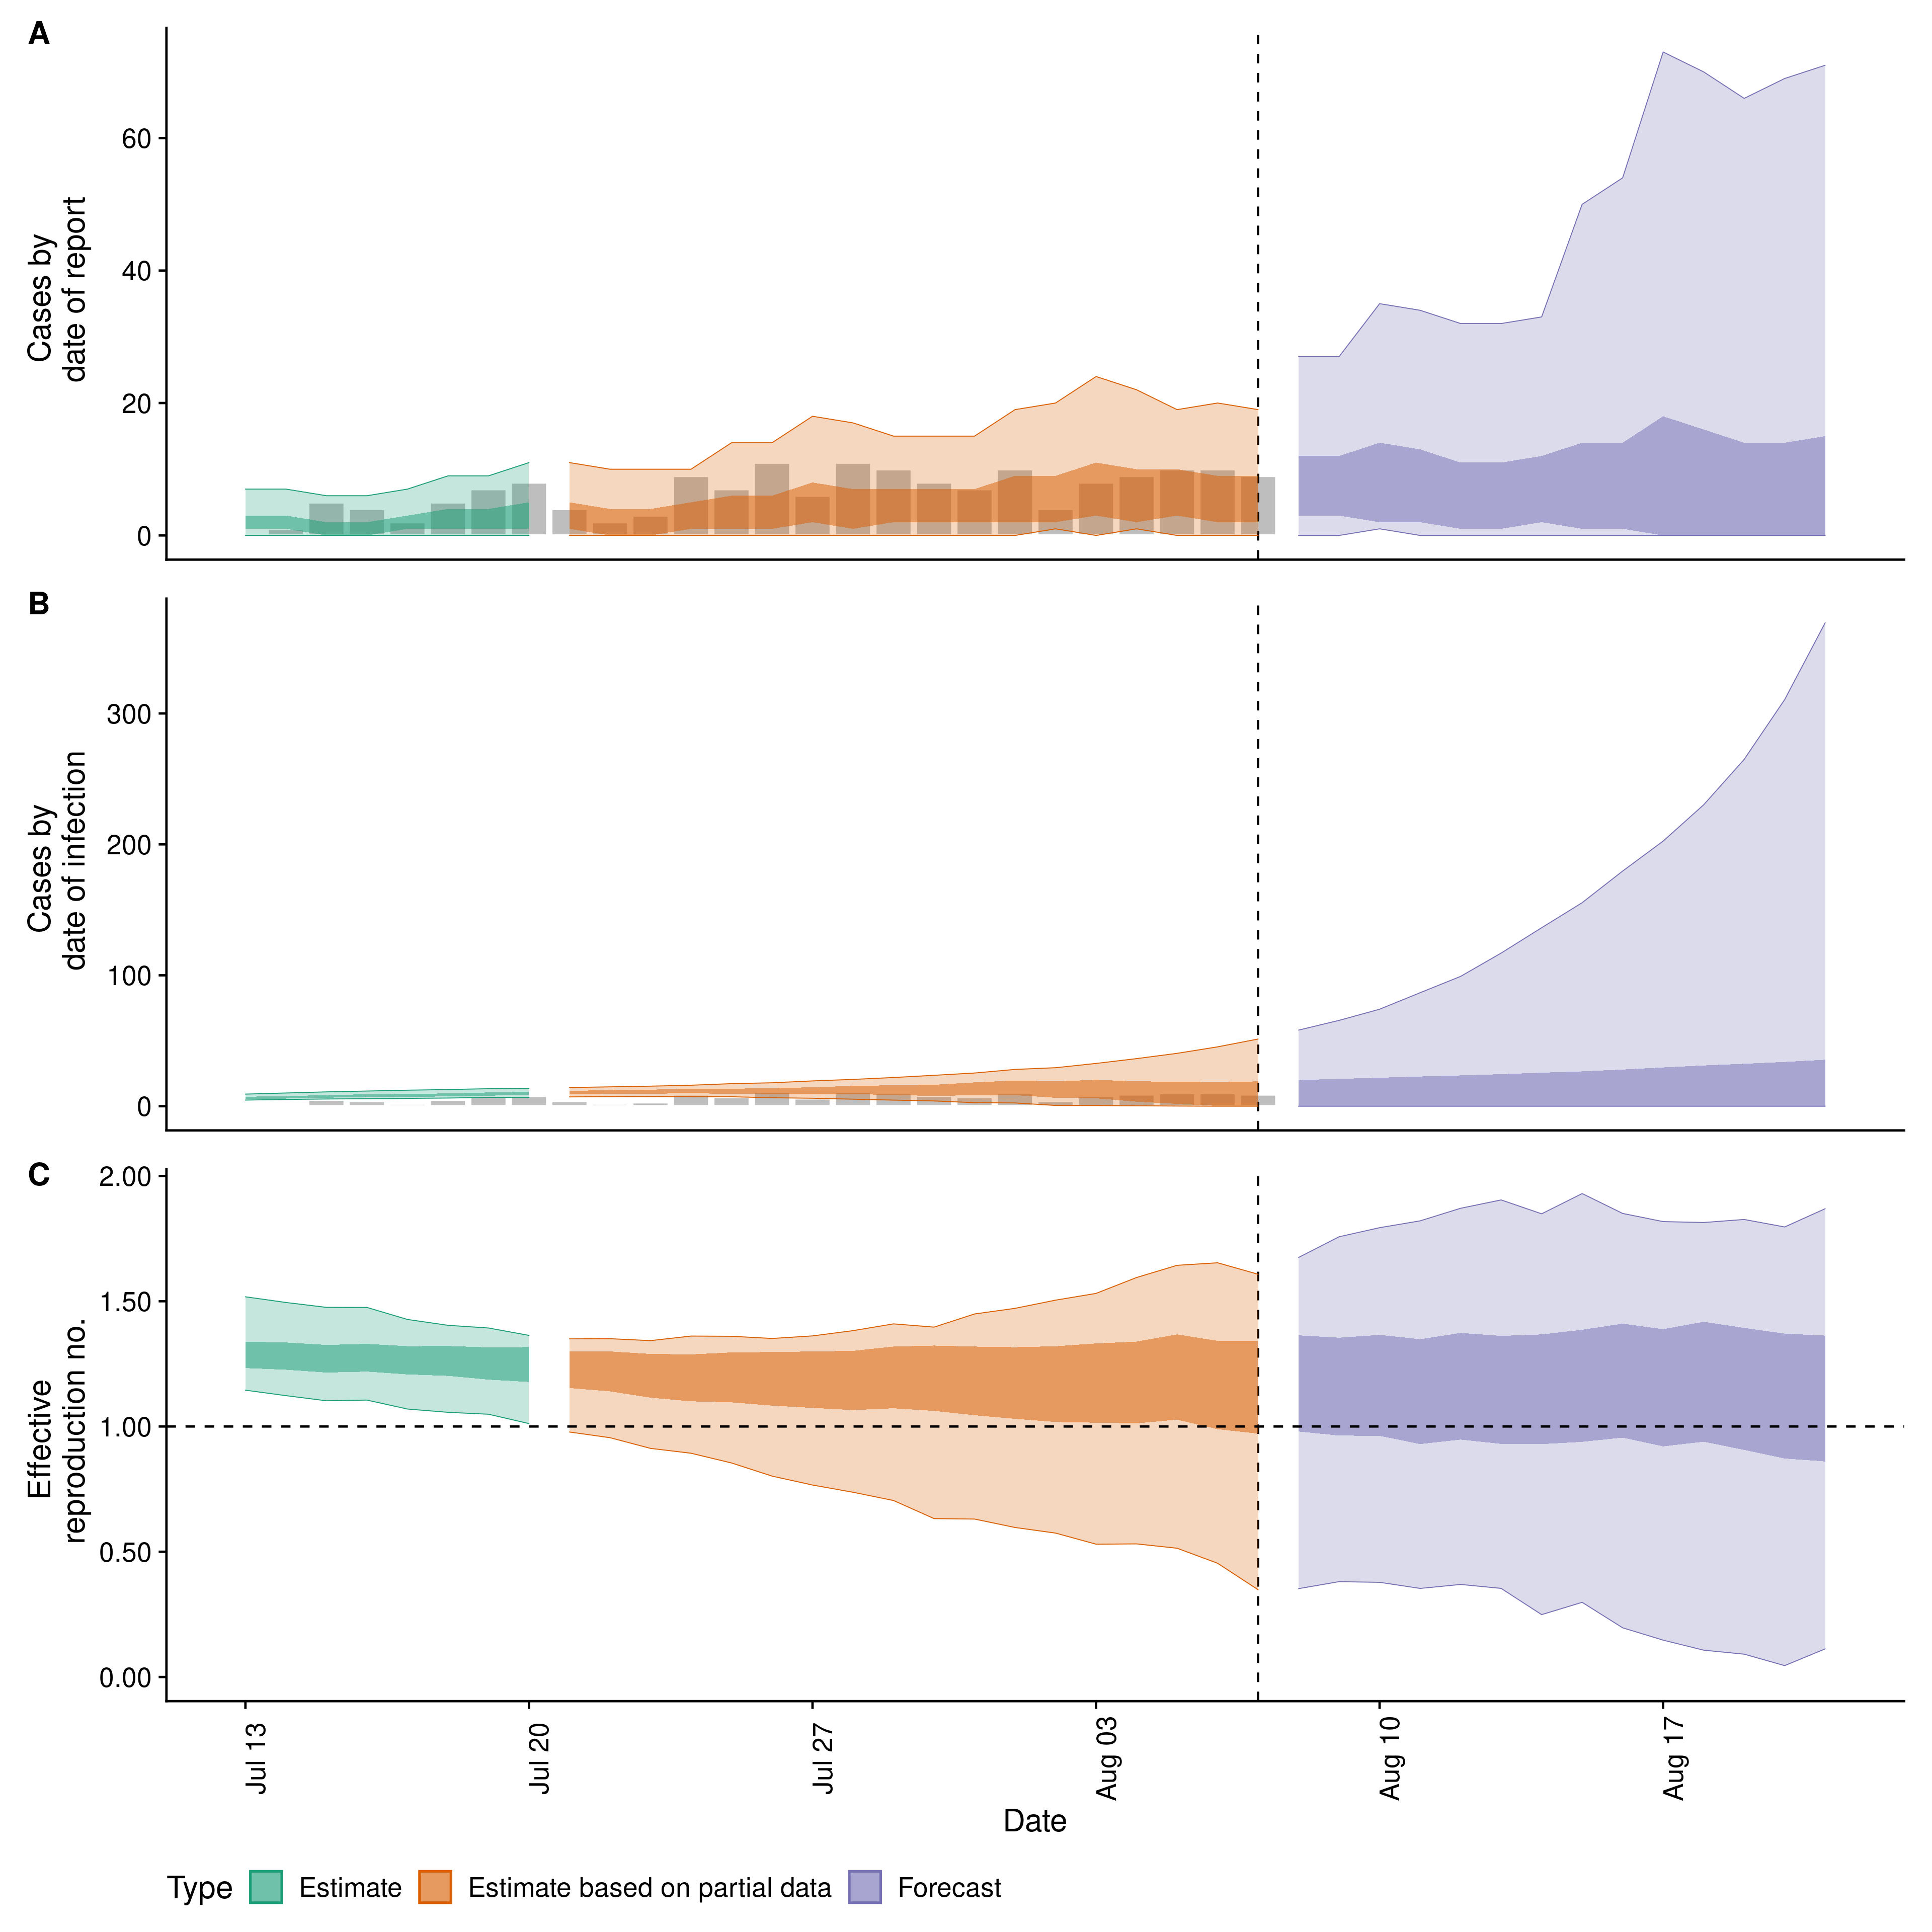 A
60
40
20
0
Cases by
date of report
B
300
200
100
0
Cases by
date of infection
C
2.00
1.50
1.00
0.50
0.00
Effective
reproduction no.
Jul 13
Jul 20
Jul 27
Aug 03
Aug 10
Aug 17
Date
Type Estimate Estimate based on partial data Forecast